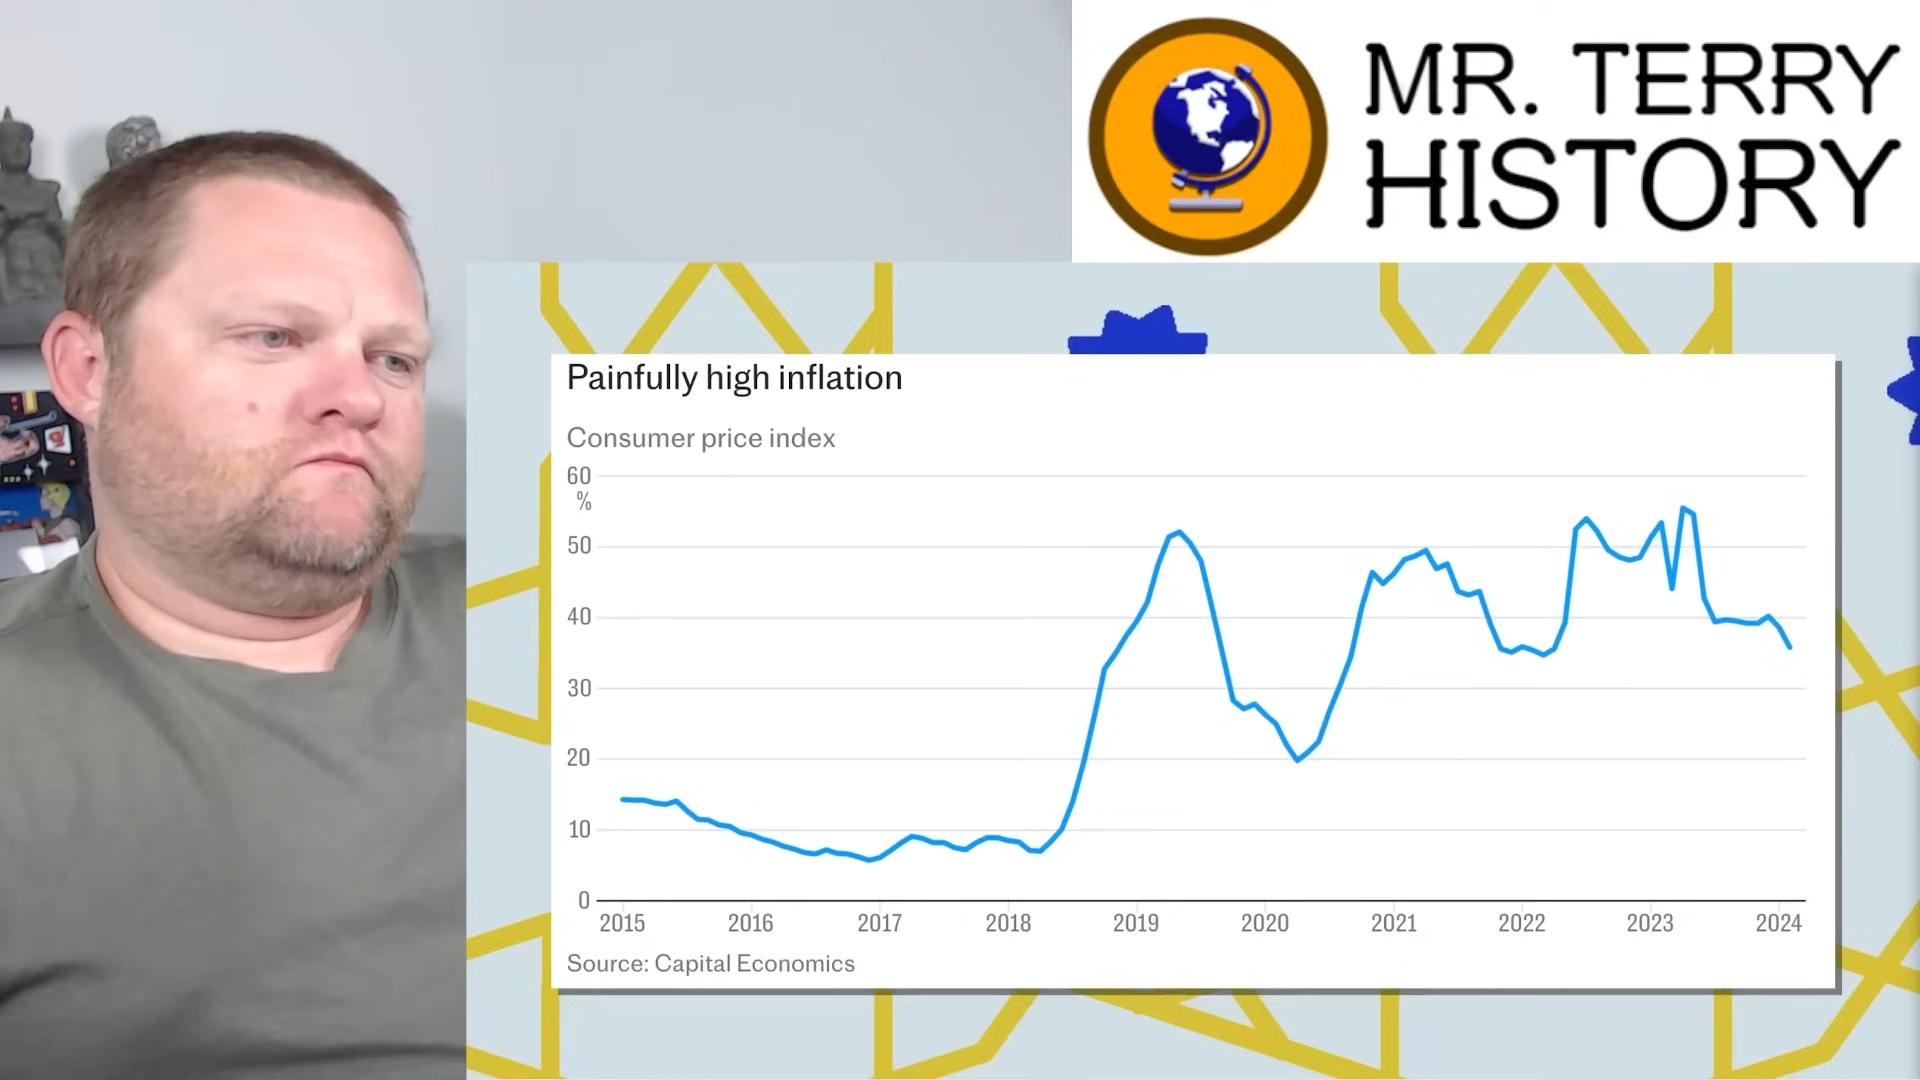 MR. TERRY
HISTORY
Painfully high inflation
Consumer price index
60
%
50
40
30
20
10
0
2015 2016 2017 2018 2019 2020 2021 2022 2023 2024
Source: Capital Economics